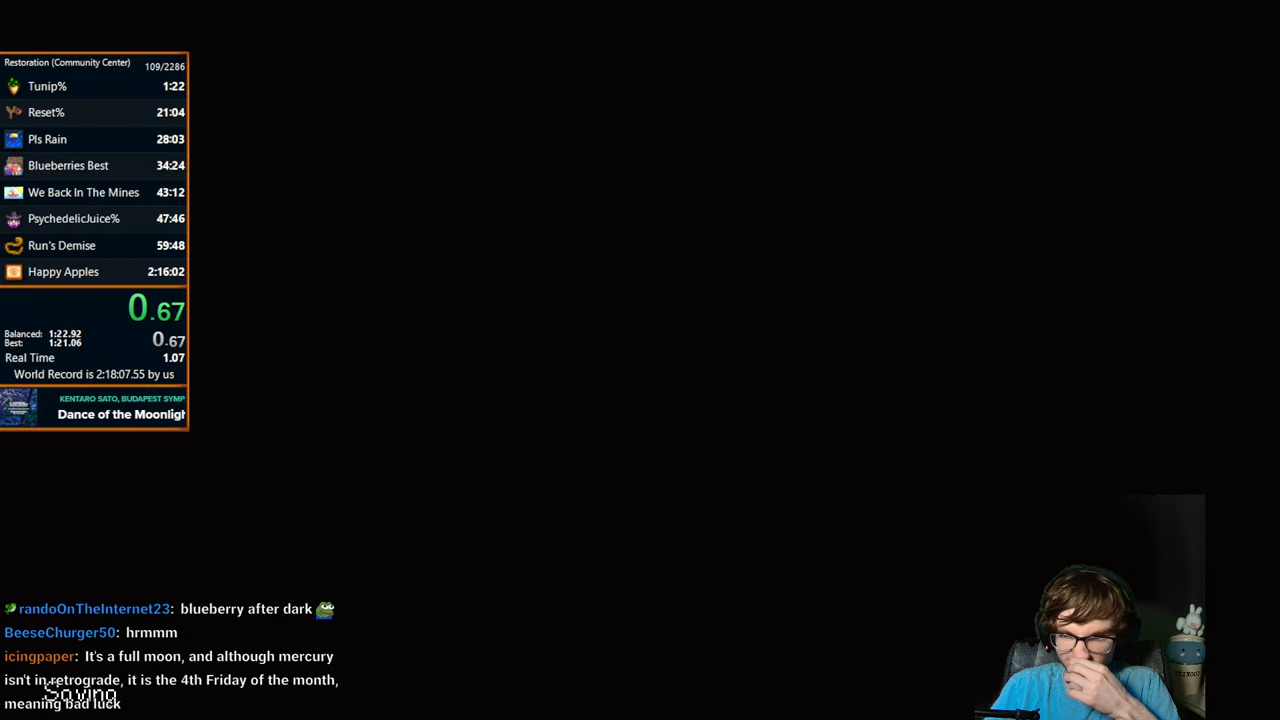 Restoration (Community Center) 109/2286
Tunip% 1:22
Reset% 21:04
Pls Rain 28:03
Blueberries Best 34:24
We Back In The Mines 43:12
PsychedelicJuice% 47:46
Run's Demise 59:48
Happy Apples 2:16:02
0.67
Balanced: 1:22.92
Best: 1:21.06 0.67
Real Time 1.07
World Record is 2:18:07.55 by us
KENTARO SATO, BUDAPEST SYMP
Dance of the Moonligh
randoOnTheInternet23: blueberry after dark
BeeseChurger50: hrmmm
icingpaper: It's a full moon, and although mercury
isn't in retrograde, it is the 4th Friday of the month,
Saving
meaning bad luck